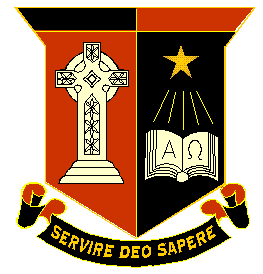 Α Ω
SERVIRE DEO SAPERE